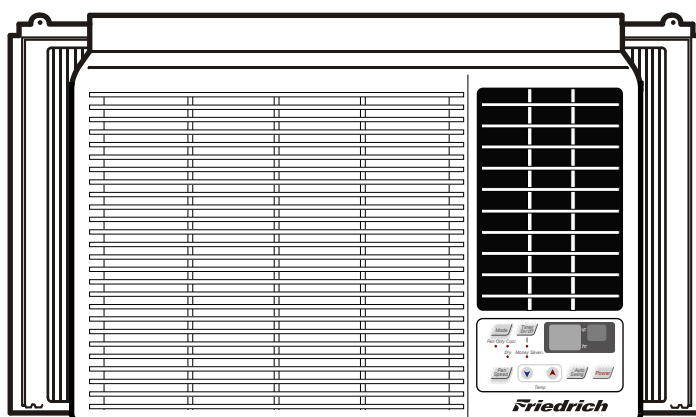 Mode Timer On/Off
Fan Only Cool
Dry Money Saver
Fan Speed
Auto Swing
Power
Temp.
Friedrich